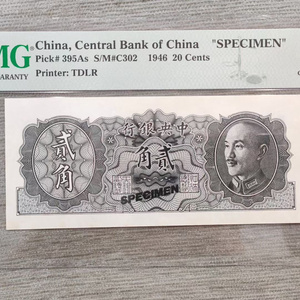 MG China, Central Bank of China "SPECIMEN"
WARRANTY Pick# 395As S/M#C302 1946 20 Cents
Printer: TDLR
行銀央中
貳角
角貳
SPECIMEN